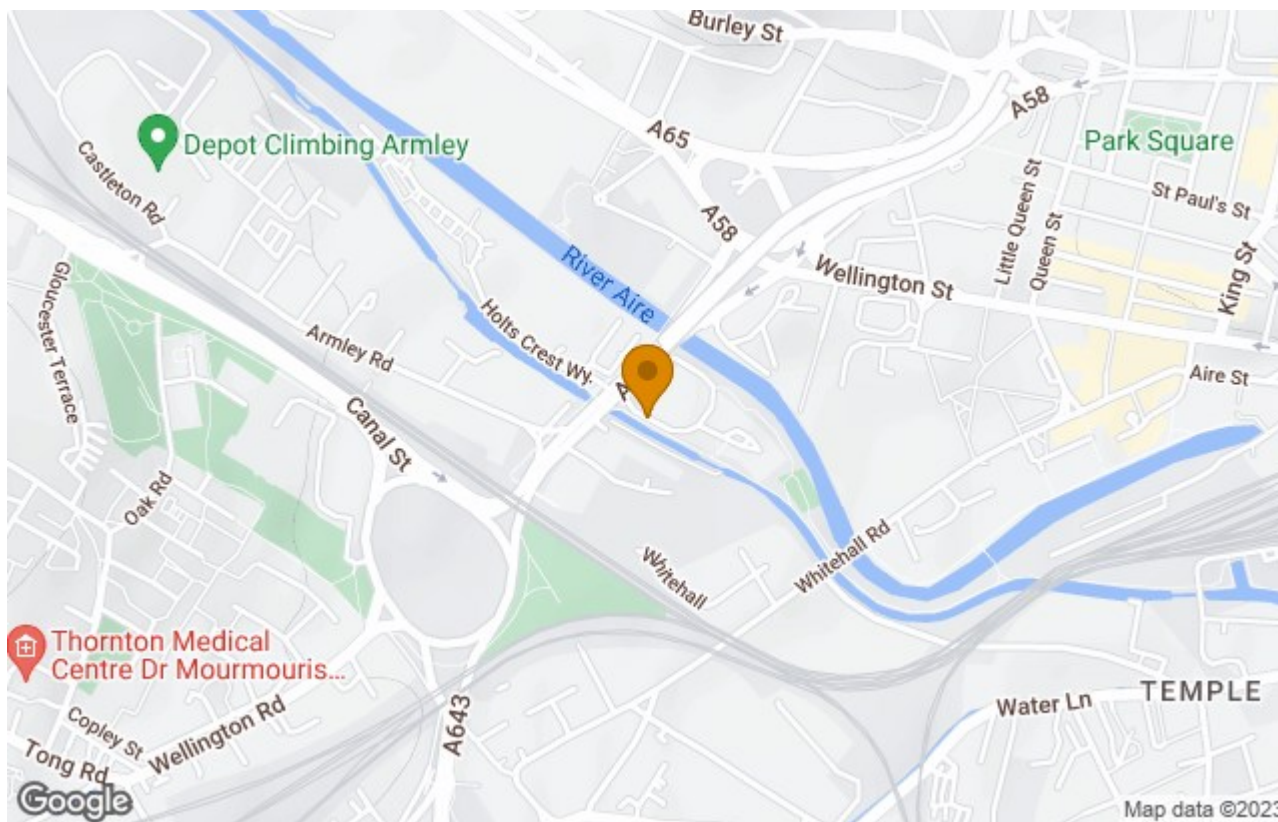 Burley St
A58
A65
Park Square
Depot Climbing Armley
Castleton Rd
St Paul's St
A58
Little Queen St
Queen St
King St
River Aire
Wellington St
Gloucester Terrace
Holts Crest Wy.
Armley Rd
Aire St
A
Canal St
Oak Rd
Whitehall
Whitehall Rd
Thornton Medical
Centre Dr Mourmouris...
A643
Water Ln
TEMPLE
Copley St
Wellington Rd
Tong Rd
Google
Map data ©2023